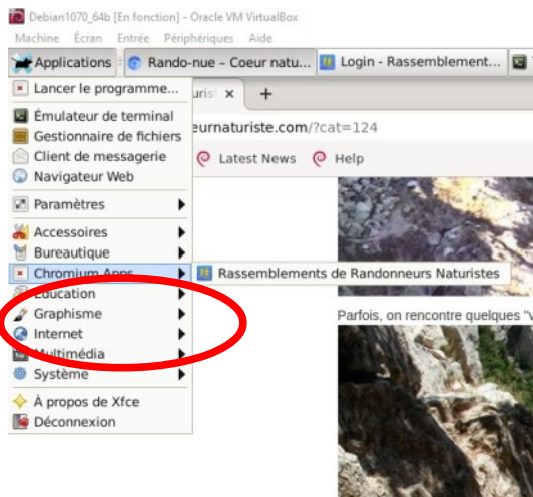 Debian1070_64b [En fonction] - Oracle VM VirtualBox
Machine Écran Entrée Périphériques Aide
Applications Rando-nue – Coeur natu... Login - Rassemblement...
Lancer le programme...
Émulateur de terminal
eurnaturiste.com/?cat=124
Gestionnaire de fichiers
Client de messagerie Latest News Help
Navigateur Web
Paramètres
Accessoires
Bureautique
Chromium Apps Rassemblements de Randonneurs Naturistes
Éducation
Graphisme Parfois, on rencontre quelques
Internet
Multimédia
Système
À propos de Xfce
Déconnexion